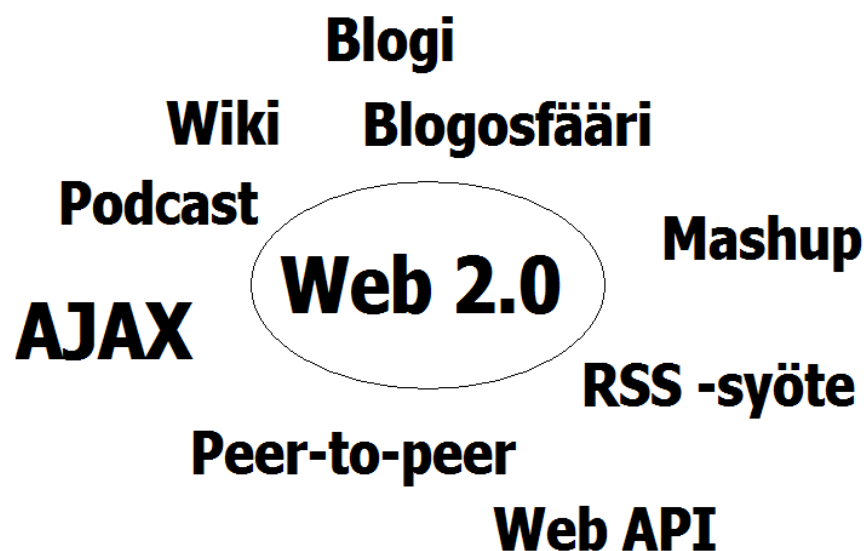 Blogi
Wiki
Blogosfääri
Podcast
Mashup
Web 2.0
AJAX
RSS -syöte
Peer-to-peer
Web API